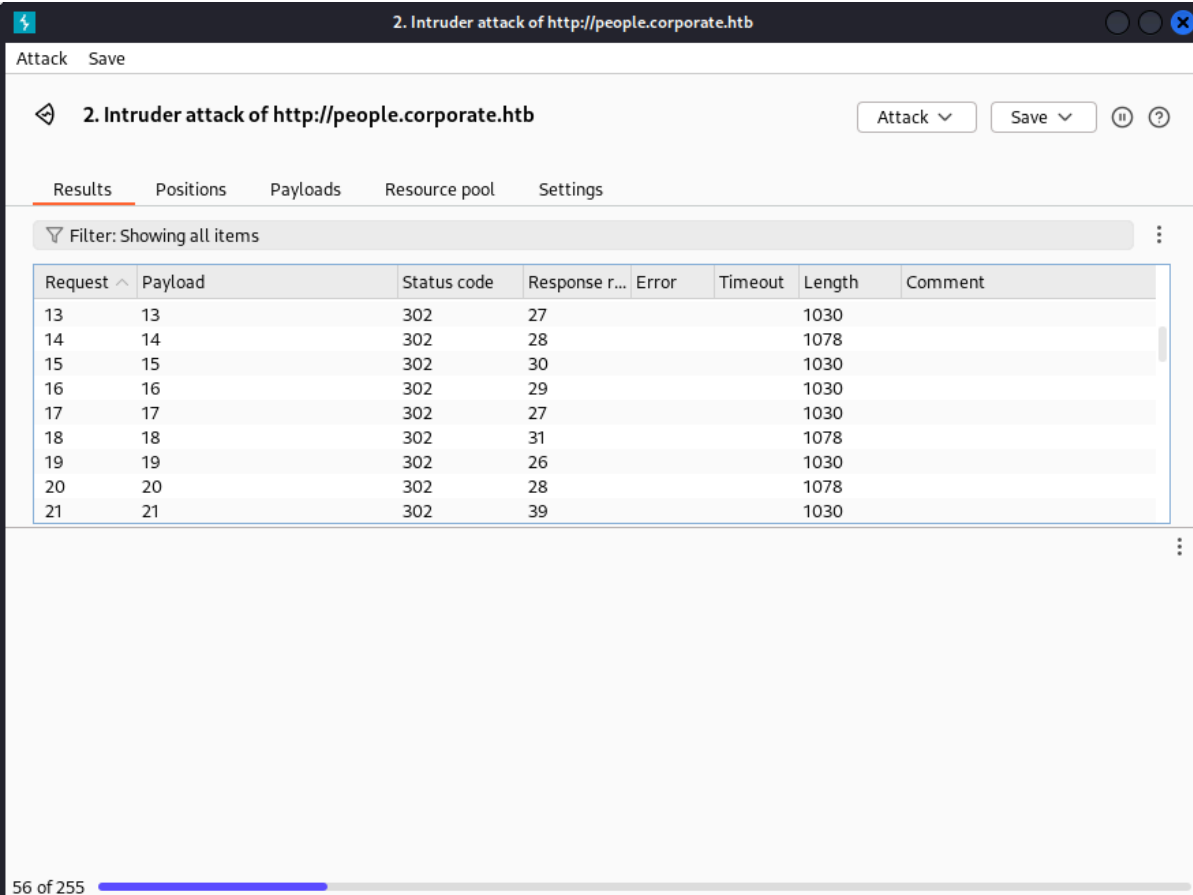 2. Intruder attack of http://people.corporate.htb
Attack Save
2. Intruder attack of http://people.corporate.htb Attack Save
Results Positions Payloads Resource pool Settings
Filter: Showing all items
Request Payload Status code Response r... Error Timeout Length Comment
13 13 302 27 1030
14 14 302 28 1078
15 15 302 30 1030
16 16 302 29 1030
17 17 302 27 1030
18 18 302 31 1078
19 19 302 26 1030
20 20 302 28 1078
21 21 302 39 1030
56 of 255